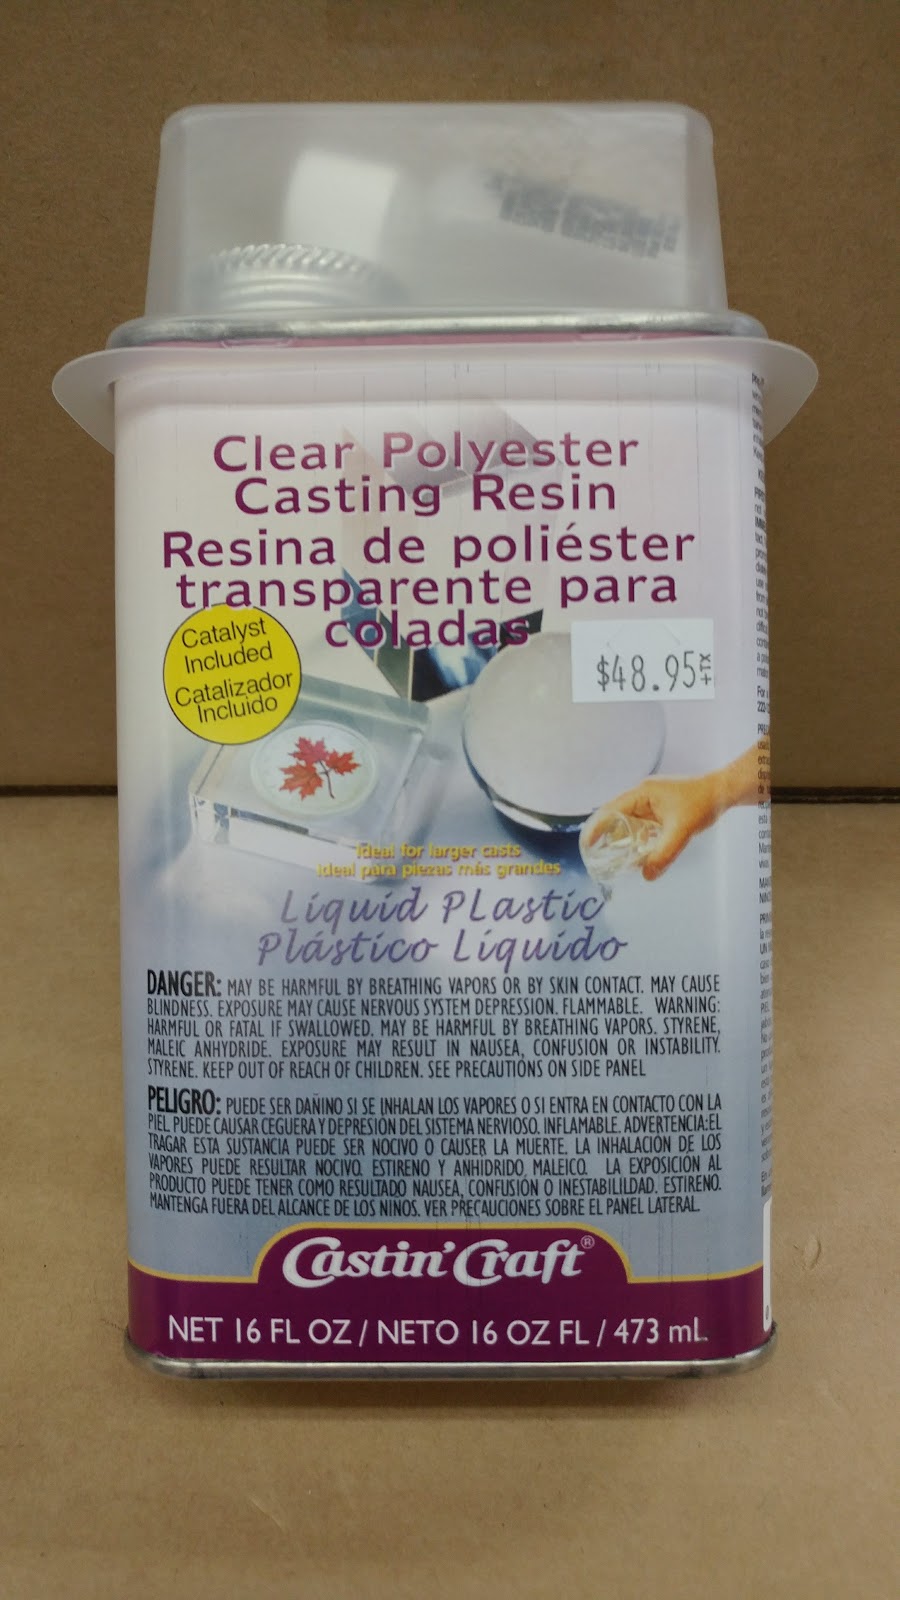 Clear Polyester
Casting Resin
Resina de poliéster
transparente para
coladas
Catalyst
Included
Catalizador
Incluido
$48.95
+TX
Ideal for larger casts
Ideal para piezas más grandes
Liquid PLastic
Plástico Líquido
DANGER: MAY BE HARMFUL BY BREATHING VAPORS OR BY SKIN CONTACT. MAY CAUSE
BLINDNESS. EXPOSURE MAY CAUSE NERVOUS SYSTEM DEPRESSION. FLAMMABLE. WARNING:
HARMFUL OR FATAL IF SWALLOWED. MAY BE HARMFUL BY BREATHING VAPORS. STYRENE,
MALEIC ANHYDRIDE. EXPOSURE MAY RESULT IN NAUSEA, CONFUSION OR INSTABILITY.
STYRENE. KEEP OUT OF REACH OF CHILDREN. SEE PRECAUTIONS ON SIDE PANEL
PELIGRO: PUEDE SER DAÑINO SI SE INHALAN LOS VAPORES O SI ENTRA EN CONTACTO CON LA
PIEL. PUEDE CAUSAR CEGUERA Y DEPRESIÓN DEL SISTEMA NERVIOSO. INFLAMABLE. ADVERTENCIA:EL
TRAGAR ESTA SUSTANCIA PUEDE SER NOCIVO O CAUSER LA MUERTE. LA INHALACIÓN DE LOS
VAPORES PUEDE RESULTAR NOCIVO. ESTIRENO Y ANHIDRIDO MALEICO. LA EXPOSICIÓN AL
PRODUCTO PUEDE TENER COMO RESULTADO NAUSEA, CONFUSIÓN O INESTABILILDAD. ESTIRENO.
MANTENGA FUERA DEL ALCANCE DE LOS NINOS. VER PRECAUCIONES SOBRE EL PANEL LATERAL.
Castin'Craft®
NET 16 FL OZ / NETO 16 OZ FL / 473 mL